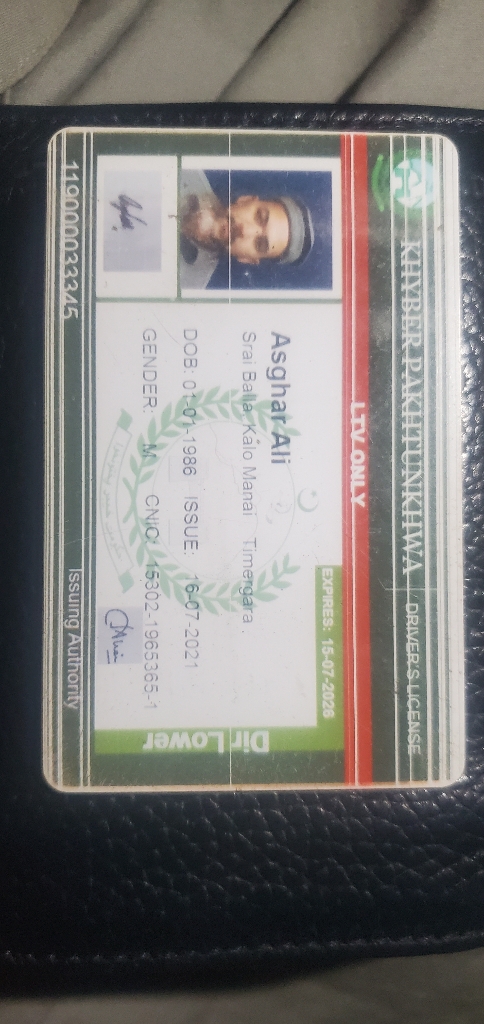 KHYBER PAKHTUNKHWA DRIVER'S LICENSE
LTV ONLY
EXPIRES: 15-07-2026
Asghar Ali
Srai Balla Kalo Manai Timergara,
DOB: 01-01-1986 ISSUE: 16-07-2021
GENDER: M CNIC: 15302-1965365-1
Dir Lower
119000033345
Issuing Authority